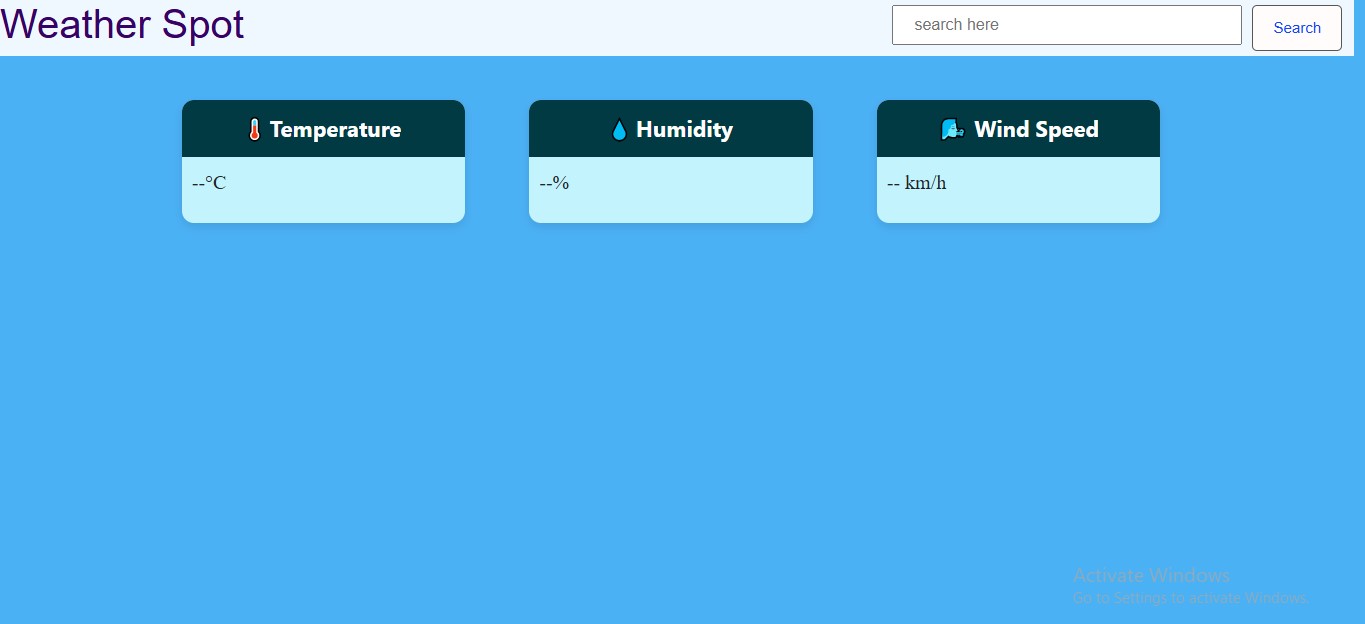 Weather Spot
search here
Search
Temperature
Humidity
Wind Speed
--°C
--%
-- km/h
Activate Windows
Go to Settings to activate Windows.